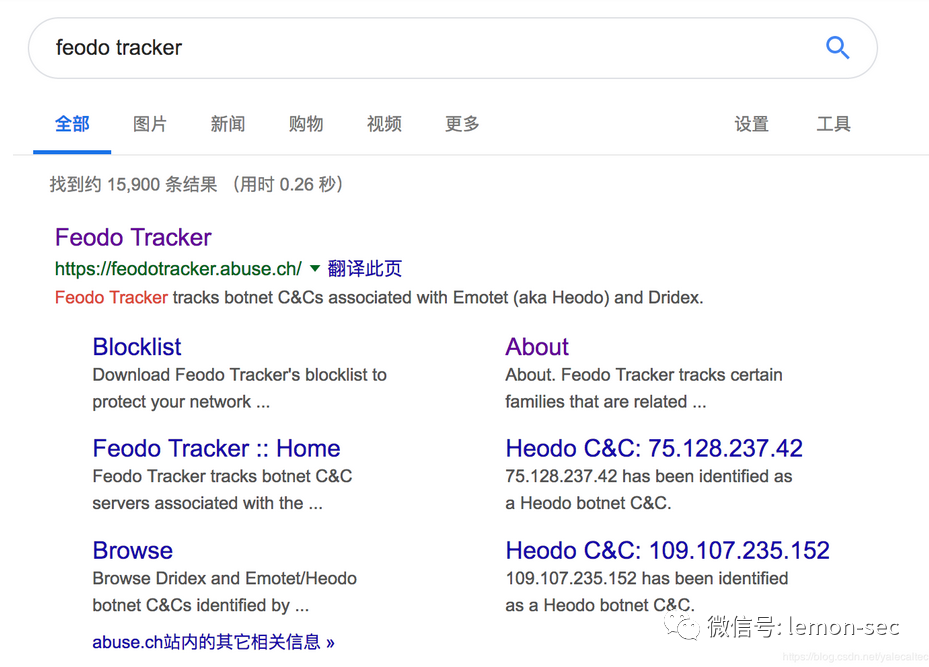 feodo tracker
全部 图片 新闻 购物 视频 更多 设置 工具
找到约 15,900 条结果 （用时 0.26 秒）
Feodo Tracker
https://feodotracker.abuse.ch/ 翻译此页
Feodo Tracker tracks botnet C&Cs associated with Emotet (aka Heodo) and Dridex.
Blocklist
Download Feodo Tracker's blocklist to
protect your network ...
About
About. Feodo Tracker tracks certain
families that are related ...
Feodo Tracker :: Home
Feodo Tracker tracks botnet C&C
servers associated with the ...
Heodo C&C: 75.128.237.42
75.128.237.42 has been identified as
a Heodo botnet C&C.
Browse
Browse Dridex and Emotet/Heodo
botnet C&Cs identified by ...
Heodo C&C: 109.107.235.152
109.107.235.152 has been identified
as a Heodo botnet C&C.
abuse.ch站内的其它相关信息 »
微信号: lemon-sec